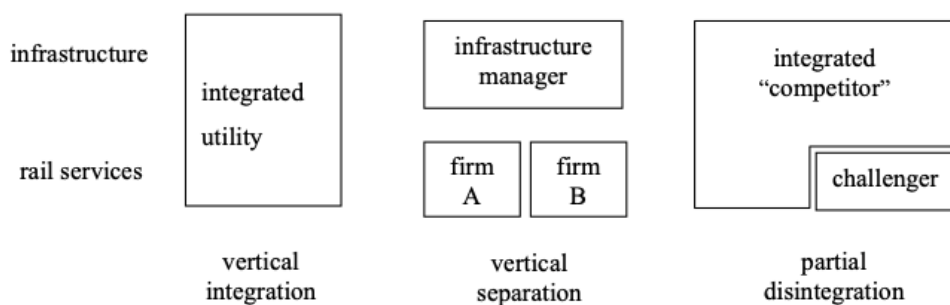 infrastructure
integrated
utility
infrastructure
manager
integrated
“competitor”
rail services
firm
A
firm
B
challenger
vertical
integration
vertical
separation
partial
disintegration